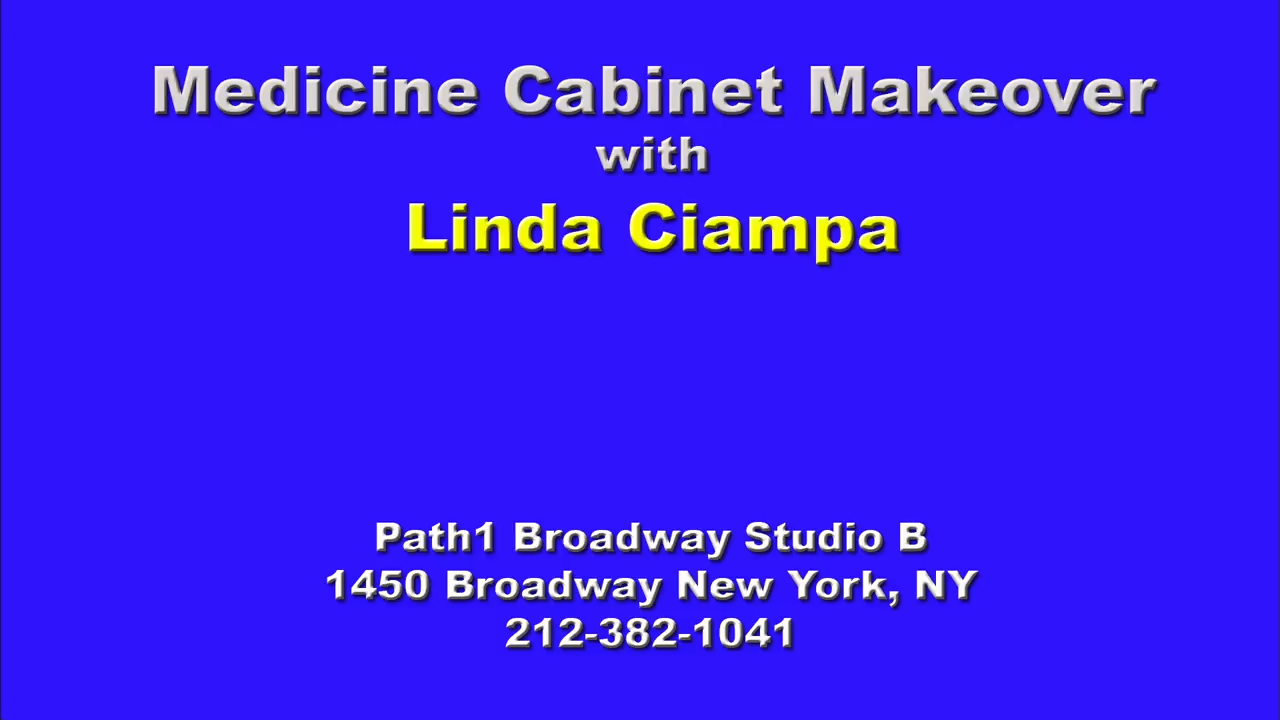 Medicine Cabinet Makeover
with
Linda Ciampa
Path1 Broadway Studio B
1450 Broadway New York, NY
212-382-1041